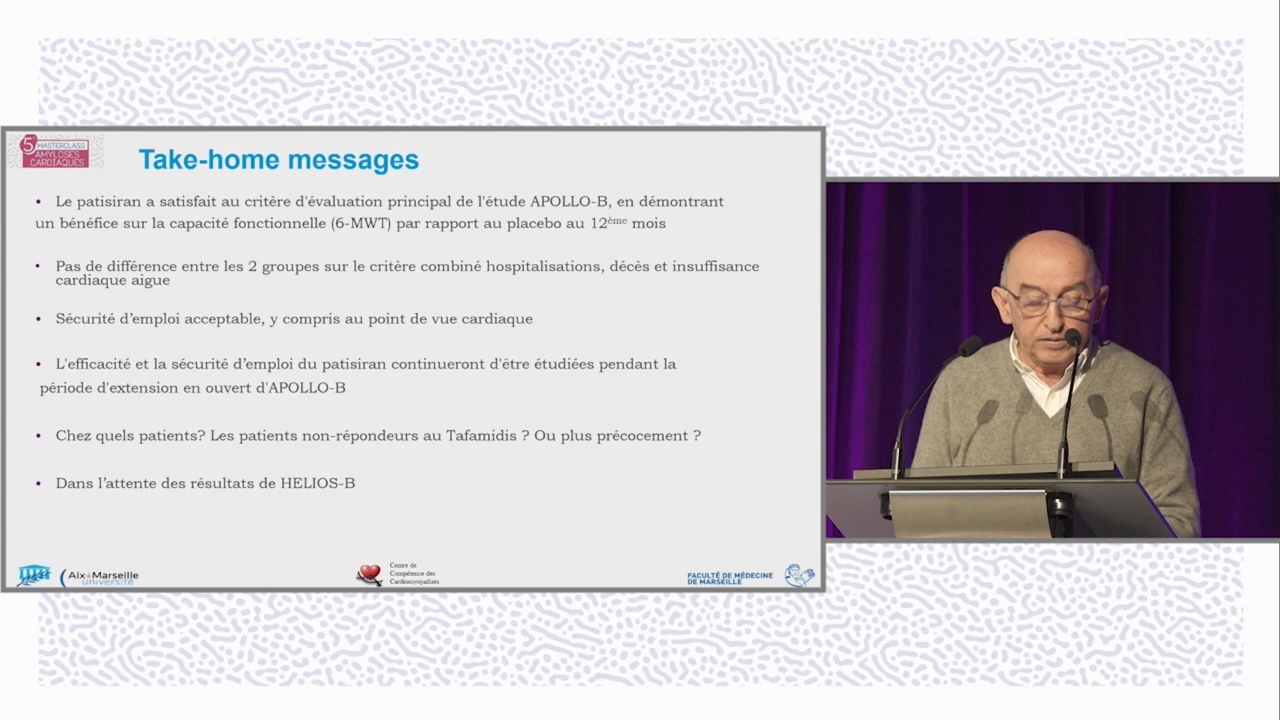 5e
MASTERCLASS
AMYLOSES
CARDIAQUES
Take-home messages
• Le patisiran a satisfait au critère d'évaluation principal de l'étude APOLLO-B, en démontrant
un bénéfice sur la capacité fonctionnelle (6-MWT) par rapport au placebo au 12ème mois
• Pas de différence entre les 2 groupes sur le critère combiné hospitalisations, décès et insuffisance
cardiaque aigue
• Sécurité d’emploi acceptable, y compris au point de vue cardiaque
• L'efficacité et la sécurité d’emploi du patisiran continueront d'être étudiées pendant la
période d'extension en ouvert d'APOLLO-B
• Chez quels patients? Les patients non-répondeurs au Tafamidis ? Ou plus précocement ?
• Dans l’attente des résultats de HELIOS-B
Aix+Marseille
université
Centre de
Compétence des
Cardiomyopathies
FACULTÉ DE MÉDECINE
DE MARSEILLE